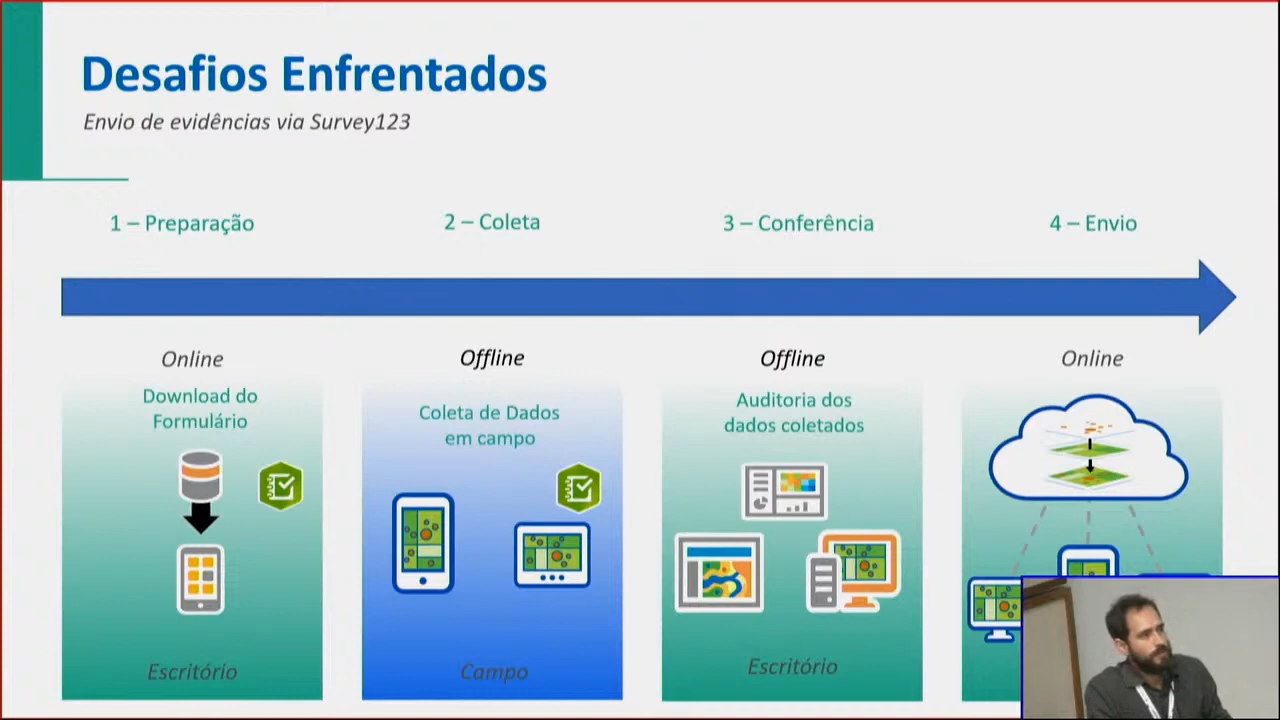 Desafios Enfrentados
Envio de evidências via Survey123
1 – Preparação
2 – Coleta
3 – Conferência
4 – Envio
Online
Offline
Offline
Online
Download do
Formulário
Coleta de Dados
em campo
Auditoria dos
dados coletados
Escritório
Campo
Escritório